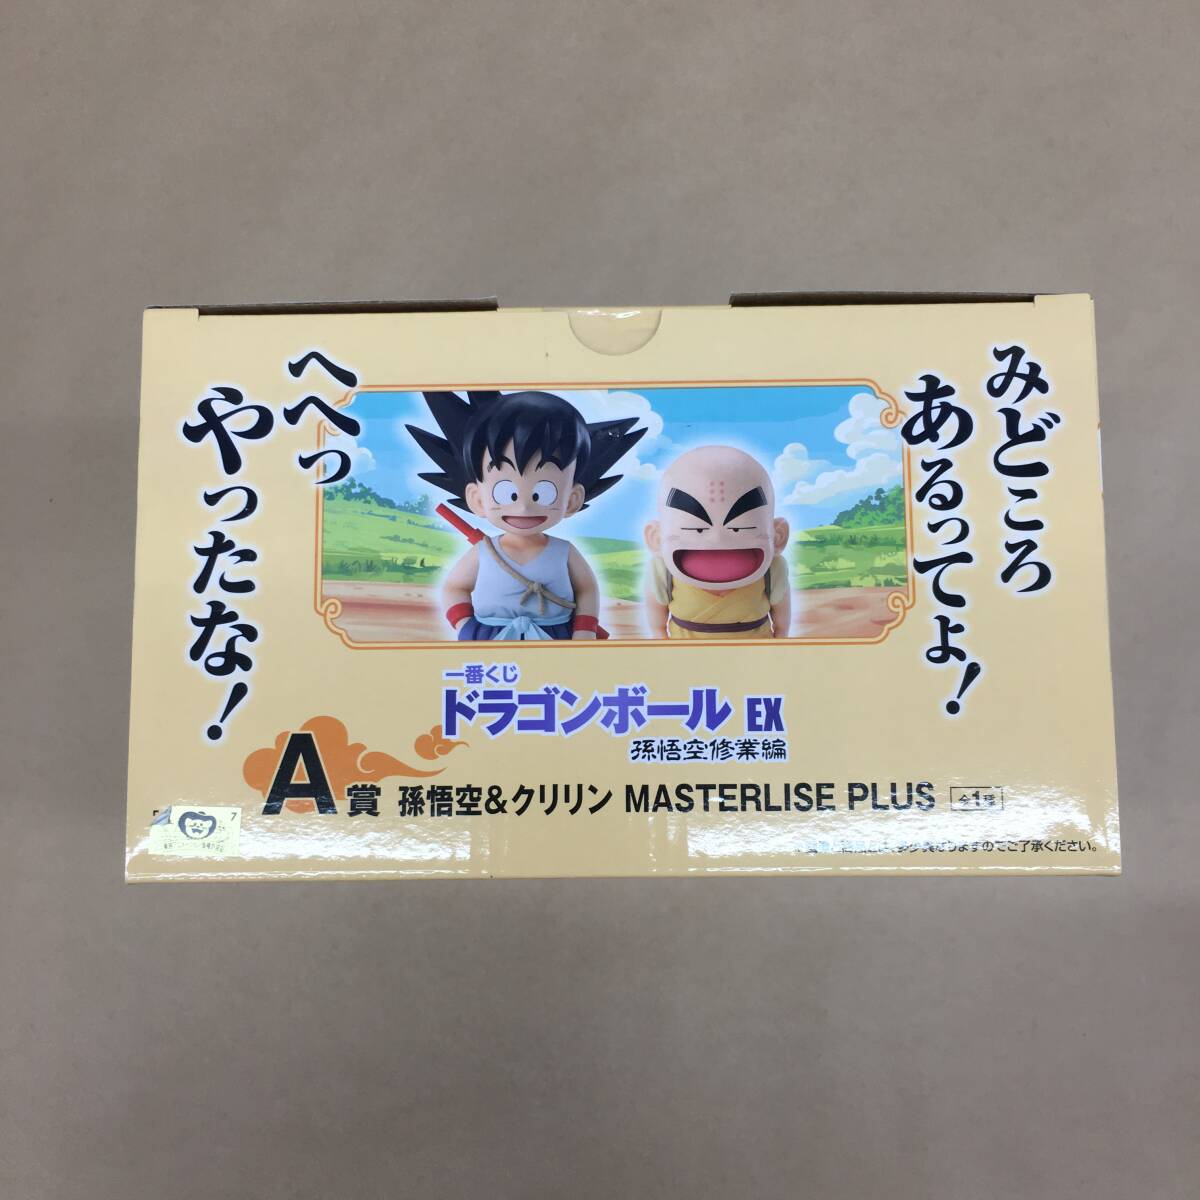 みどころ
あるってょ!
へへっ
やったな!
一番くじ
ドラゴンボール EX
孫悟空修業編
A賞 孫悟空&クリリン MASTERLISE PLUS 全1種
7